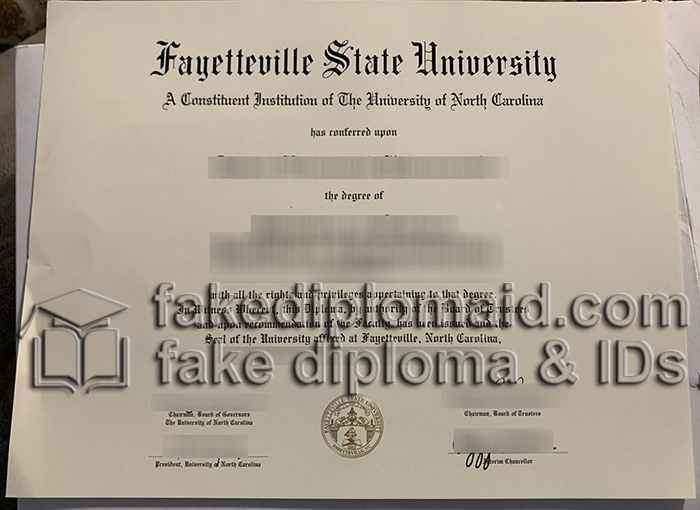 Fayetteville State University
A Constituent Institution of The University of North Carolina
has conferred upon
the degree of
with all the rights and privileges appertaining to that degree.
In Witness Whereof, this Diploma, by authority of the Board of Trustees
and upon recommendation of the Faculty, has been issued and the
Seal of the University affixed at Fayetteville, North Carolina.
fakediplomaid.com
fake diploma & IDs
Chairman, Board of Governors
The University of North Carolina
Chairman, Board of Trustees
FAYETTEVILLE STATE UNIVERSITY
President, University of North Carolina
Interim Chancellor